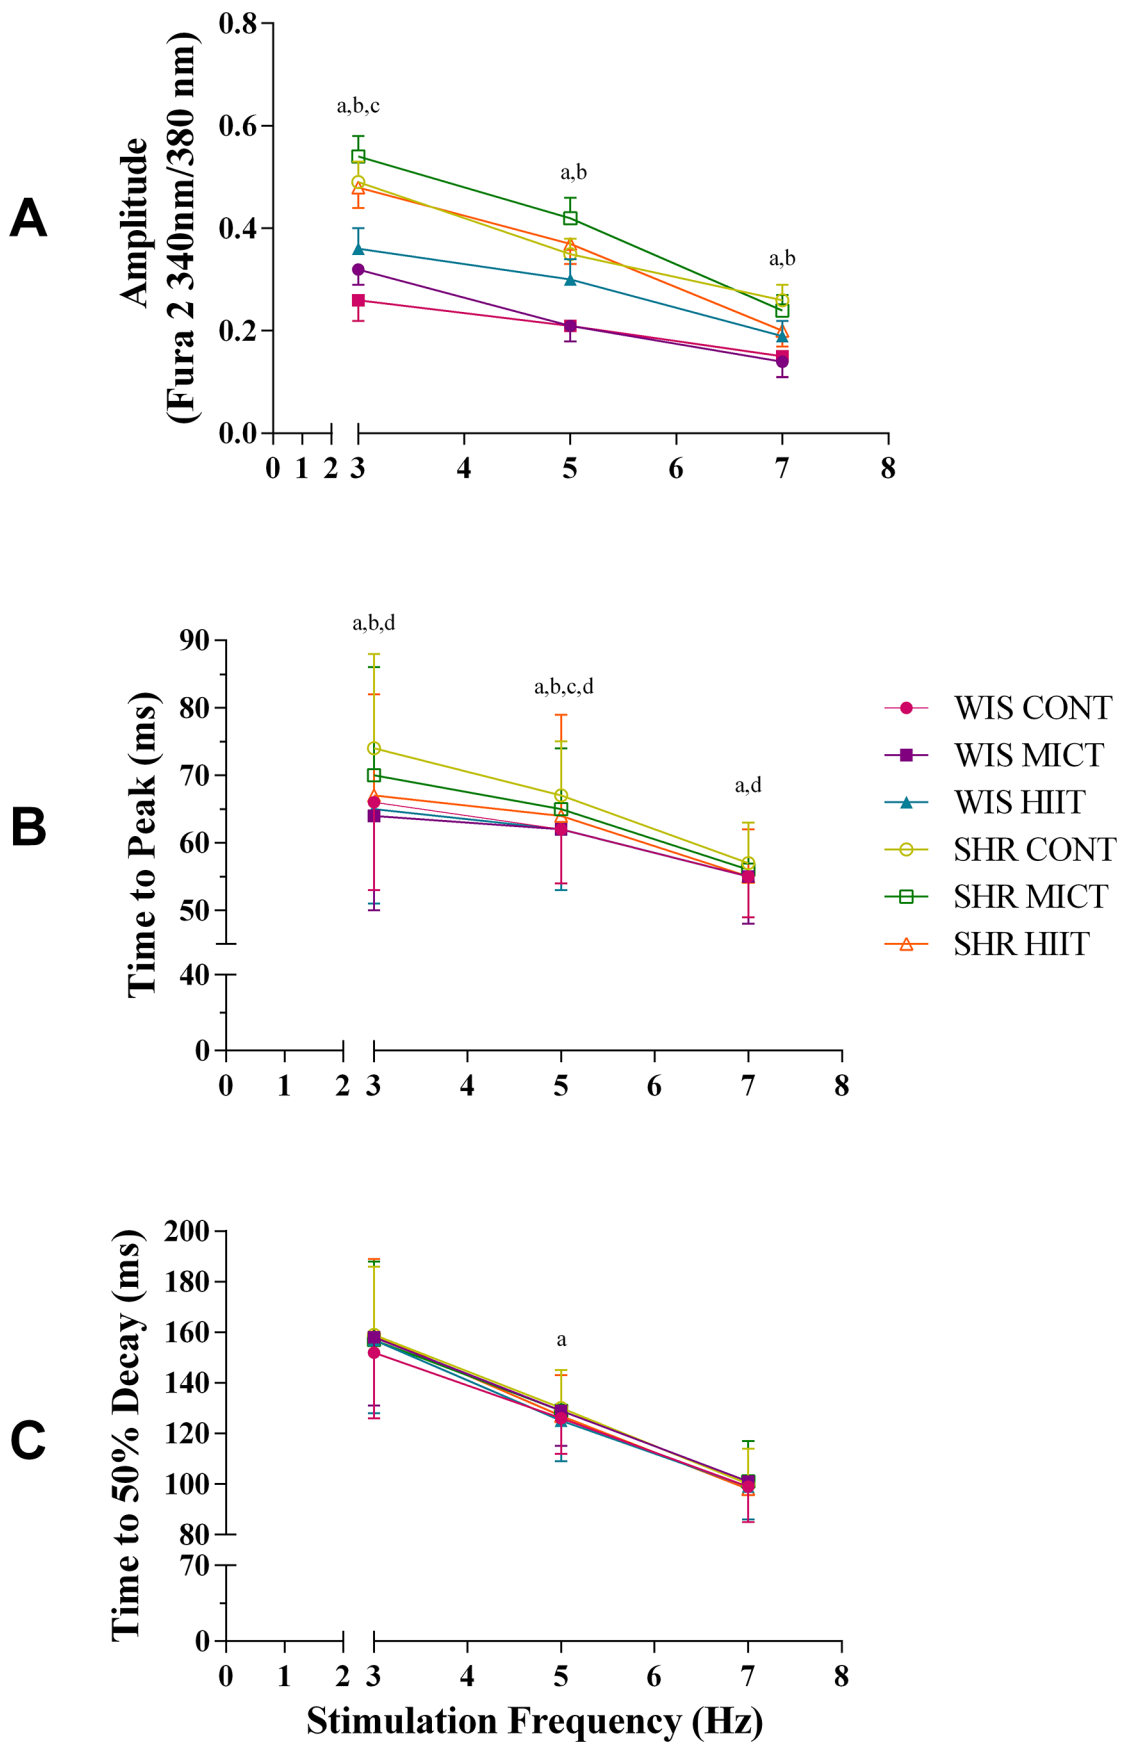 A
Amplitude
(Fura 2 340nm/380 nm)
0.8
0.6
0.4
0.2
0.0
a,b,c
a,b
a,b
0 1 2 3 4 5 6 7 8
B
Time to Peak (ms)
90
80
70
60
50
40
0
a,b,d
a,b,c,d
a,d
0 1 2 3 4 5 6 7 8
WIS CONT
WIS MICT
WIS HIIT
SHR CONT
SHR MICT
SHR HIIT
C
Time to 50% Decay (ms)
200
180
160
140
120
100
80
70
0
a
0 1 2 3 4 5 6 7 8
Stimulation Frequency (Hz)